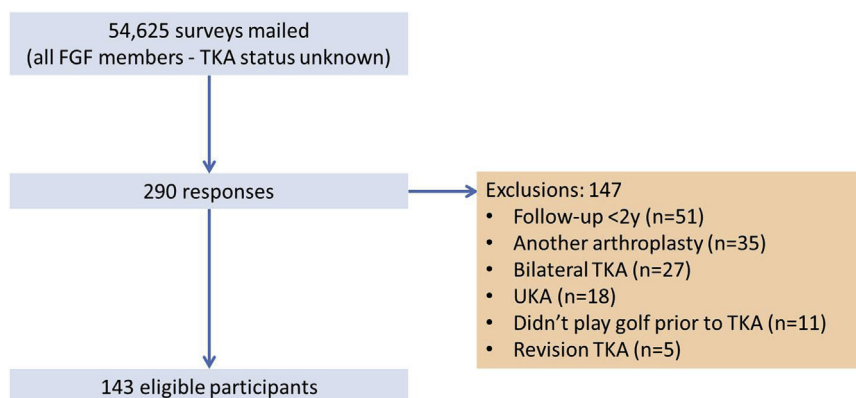 54,625 surveys mailed
(all FGF members - TKA status unknown)
290 responses
Exclusions: 147
• Follow-up <2y (n=51)
• Another arthroplasty (n=35)
• Bilateral TKA (n=27)
• UKA (n=18)
• Didn't play golf prior to TKA (n=11)
• Revision TKA (n=5)
143 eligible participants